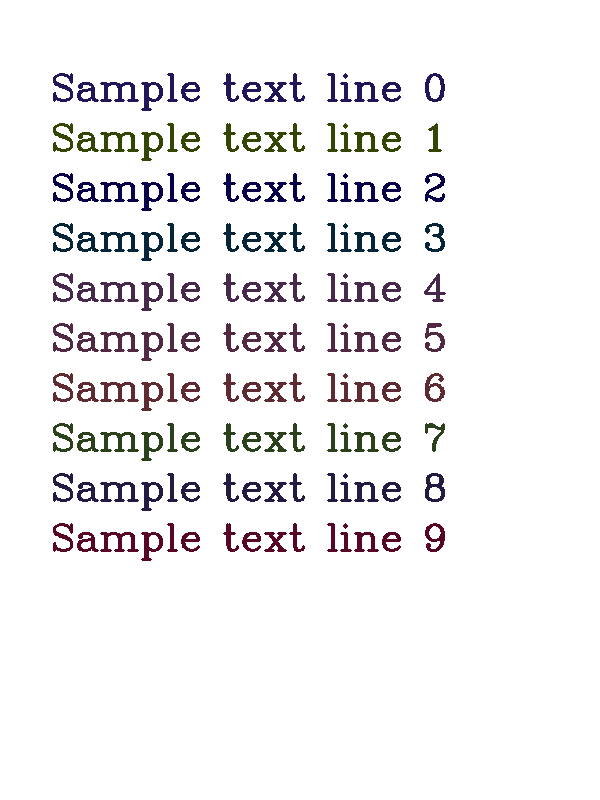 Sample text line 0
Sample text line 1
Sample text line 2
Sample text line 3
Sample text line 4
Sample text line 5
Sample text line 6
Sample text line 7
Sample text line 8
Sample text line 9